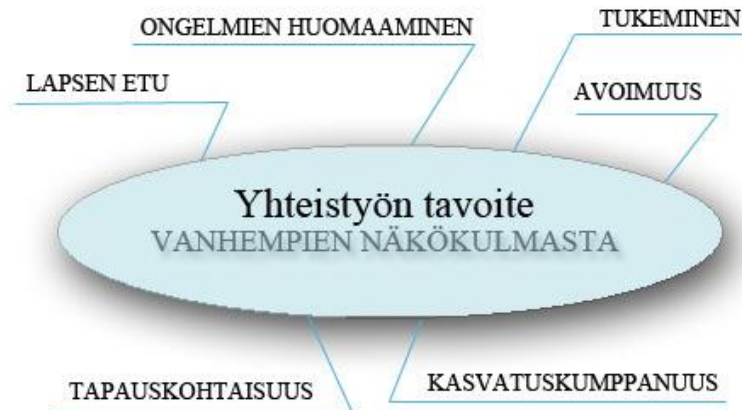 ONGELMIEN HUOMAAMINEN
TUKEMINEN
LAPSEN ETU
AVOIMUUS
Yhteistyön tavoite
VANHEMPIEN NÄKÖKULMASTA
TAPAUSKOHTAISUUS
KASVATUSKUMPPANUUS